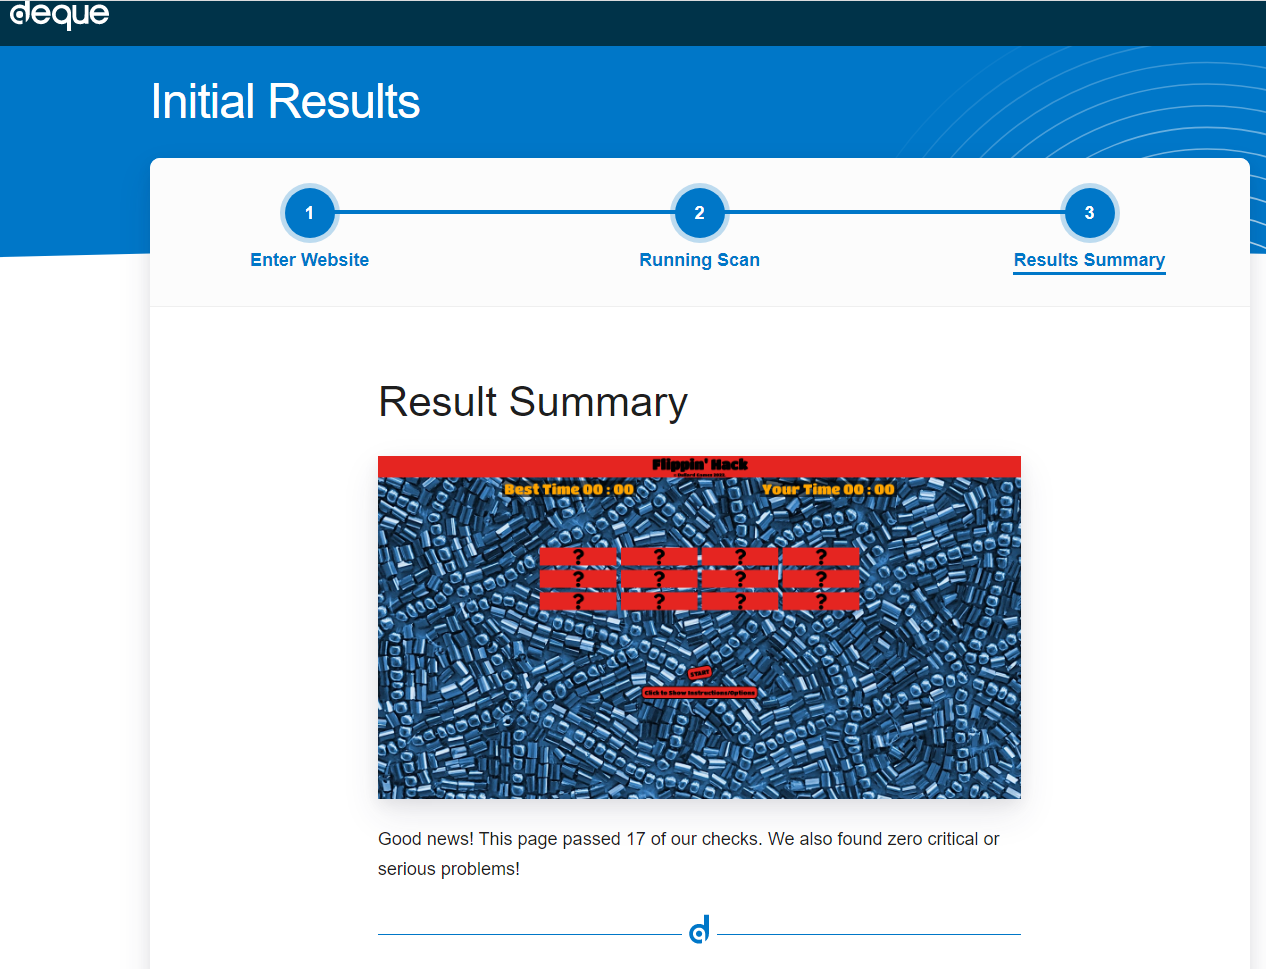 deque
Initial Results
1
2
3
Enter Website
Running Scan
Results Summary
Result Summary
Flippin' Hack
Best Time 00 : 00
Your Time 00 : 00
? ? ? ?
? ? ? ?
? ? ? ?
START
Click to Show Instructions/Options
Good news! This page passed 17 of our checks. We also found zero critical or
serious problems!